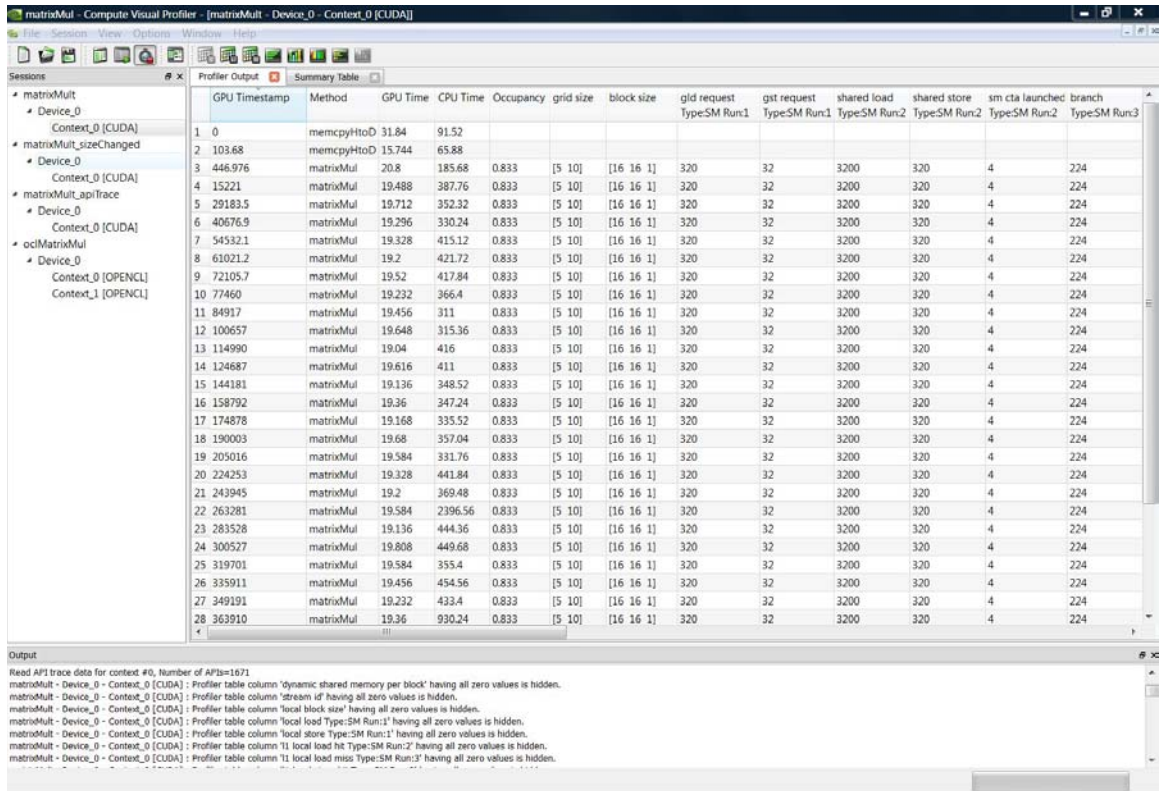 matrixMul - Compute Visual Profiler - [matrixMult - Device_0 - Context_0 [CUDA]]
File Session View Options Window Help
Sessions
matrixMult
Device_0
Context_0 [CUDA]
matrixMult_sizeChanged
Device_0
Context_0 [CUDA]
matrixMult_apiTrace
Device_0
Context_0 [CUDA]
oclMatrixMul
Device_0
Context_0 [OPENCL]
Context_1 [OPENCL]
Profiler Output Summary Table
GPU Timestamp Method GPU Time CPU Time Occupancy grid size block size gld request gst request shared load shared store sm cta launched branch
Type:SM Run:1 Type:SM Run:1 Type:SM Run:2 Type:SM Run:2 Type:SM Run:2 Type:SM Run:3
1 0 memcpyHtoD 31.84 91.52
2 103.68 memcpyHtoD 15.744 65.88
3 446.976 matrixMul 20.8 185.68 0.833 [5 10] [16 16 1] 320 32 3200 320 4 224
4 15221 matrixMul 19.488 387.76 0.833 [5 10] [16 16 1] 320 32 3200 320 4 224
5 29183.5 matrixMul 19.712 352.32 0.833 [5 10] [16 16 1] 320 32 3200 320 4 224
6 40676.9 matrixMul 19.296 330.24 0.833 [5 10] [16 16 1] 320 32 3200 320 4 224
7 54532.1 matrixMul 19.328 415.12 0.833 [5 10] [16 16 1] 320 32 3200 320 4 224
8 61021.2 matrixMul 19.2 421.72 0.833 [5 10] [16 16 1] 320 32 3200 320 4 224
9 72105.7 matrixMul 19.52 417.84 0.833 [5 10] [16 16 1] 320 32 3200 320 4 224
10 77460 matrixMul 19.232 366.4 0.833 [5 10] [16 16 1] 320 32 3200 320 4 224
11 84917 matrixMul 19.456 311 0.833 [5 10] [16 16 1] 320 32 3200 320 4 224
12 100657 matrixMul 19.648 315.36 0.833 [5 10] [16 16 1] 320 32 3200 320 4 224
13 114990 matrixMul 19.04 416 0.833 [5 10] [16 16 1] 320 32 3200 320 4 224
14 124687 matrixMul 19.616 411 0.833 [5 10] [16 16 1] 320 32 3200 320 4 224
15 144181 matrixMul 19.136 348.52 0.833 [5 10] [16 16 1] 320 32 3200 320 4 224
16 158792 matrixMul 19.36 347.24 0.833 [5 10] [16 16 1] 320 32 3200 320 4 224
17 174878 matrixMul 19.168 335.52 0.833 [5 10] [16 16 1] 320 32 3200 320 4 224
18 190003 matrixMul 19.68 357.04 0.833 [5 10] [16 16 1] 320 32 3200 320 4 224
19 205016 matrixMul 19.584 331.76 0.833 [5 10] [16 16 1] 320 32 3200 320 4 224
20 224253 matrixMul 19.328 441.84 0.833 [5 10] [16 16 1] 320 32 3200 320 4 224
21 243945 matrixMul 19.2 369.48 0.833 [5 10] [16 16 1] 320 32 3200 320 4 224
22 263281 matrixMul 19.584 2396.56 0.833 [5 10] [16 16 1] 320 32 3200 320 4 224
23 283528 matrixMul 19.136 444.36 0.833 [5 10] [16 16 1] 320 32 3200 320 4 224
24 300527 matrixMul 19.808 449.68 0.833 [5 10] [16 16 1] 320 32 3200 320 4 224
25 319701 matrixMul 19.584 355.4 0.833 [5 10] [16 16 1] 320 32 3200 320 4 224
26 335911 matrixMul 19.456 454.56 0.833 [5 10] [16 16 1] 320 32 3200 320 4 224
27 349191 matrixMul 19.232 433.4 0.833 [5 10] [16 16 1] 320 32 3200 320 4 224
28 363910 matrixMul 19.36 930.24 0.833 [5 10] [16 16 1] 320 32 3200 320 4 224
Output
Read API trace data for context #0, Number of APIs=1671
matrixMult - Device_0 - Context_0 [CUDA] : Profiler table column 'dynamic shared memory per block' having all zero values is hidden.
matrixMult - Device_0 - Context_0 [CUDA] : Profiler table column 'stream id' having all zero values is hidden.
matrixMult - Device_0 - Context_0 [CUDA] : Profiler table column 'local block size' having all zero values is hidden.
matrixMult - Device_0 - Context_0 [CUDA] : Profiler table column 'local load Type:SM Run:1' having all zero values is hidden.
matrixMult - Device_0 - Context_0 [CUDA] : Profiler table column 'local store Type:SM Run:1' having all zero values is hidden.
matrixMult - Device_0 - Context_0 [CUDA] : Profiler table column 'l1 local load hit Type:SM Run:2' having all zero values is hidden.
matrixMult - Device_0 - Context_0 [CUDA] : Profiler table column 'l1 local load miss Type:SM Run:3' having all zero values is hidden.